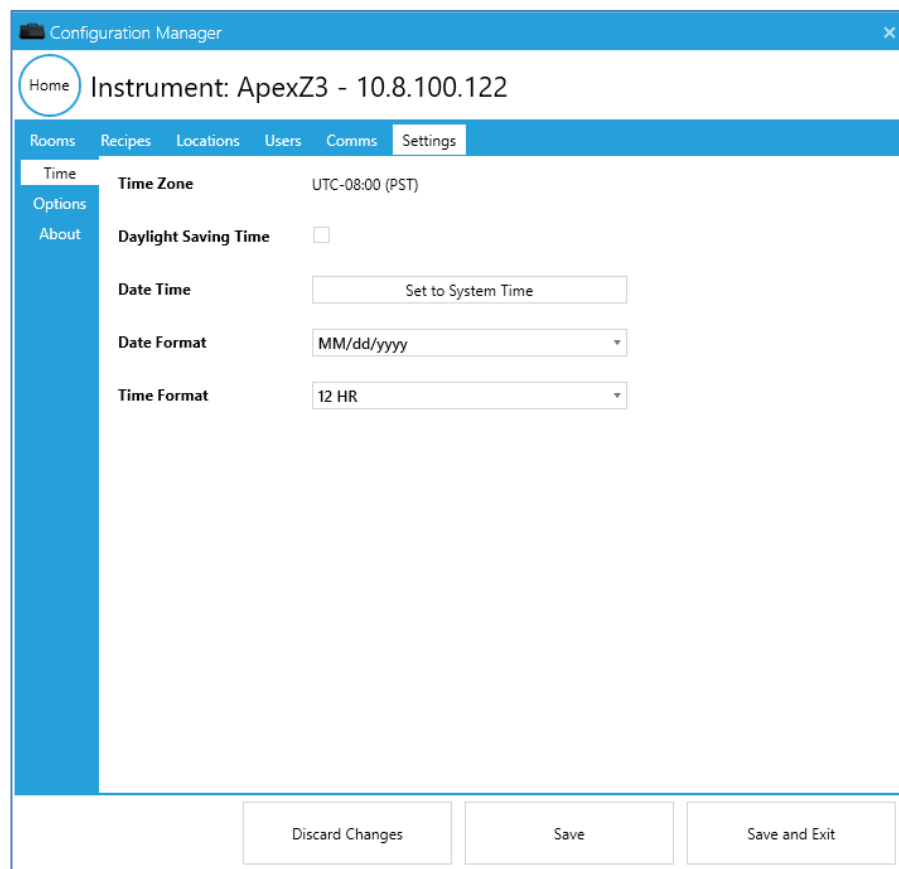 Configuration Manager
Home
Instrument: ApexZ3 - 10.8.100.122
Rooms Recipes Locations Users Comms Settings
Time
Options
About
Time Zone UTC-08:00 (PST)
Daylight Saving Time
Date Time Set to System Time
Date Format MM/dd/yyyy
Time Format 12 HR
Discard Changes Save Save and Exit